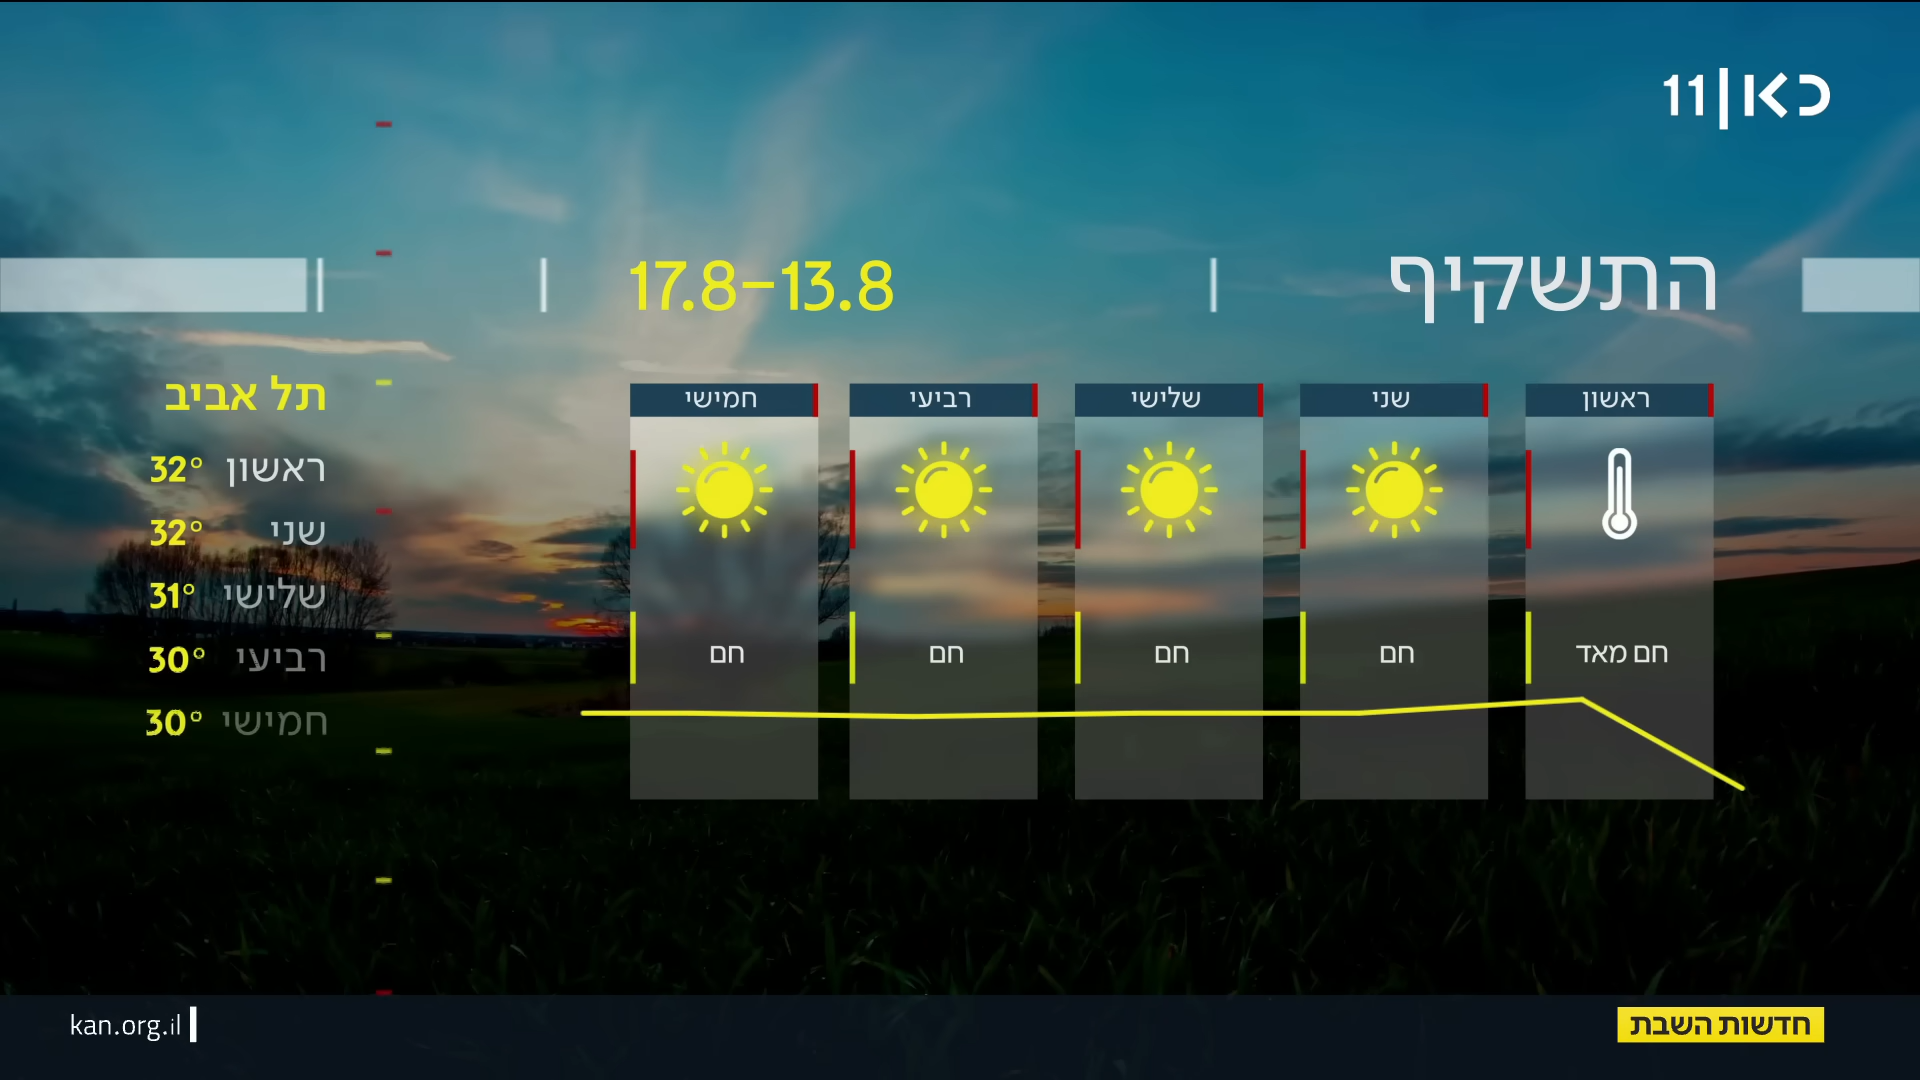 כאן|11
התשקיף
13.8–17.8
ראשון
שני
שלישי
רביעי
חמישי
חם מאד
חם
חם
חם
חם
תל אביב
ראשון 32°
שני 32°
שלישי 31°
רביעי 30°
חמישי 30°
חדשות השבת
kan.org.il